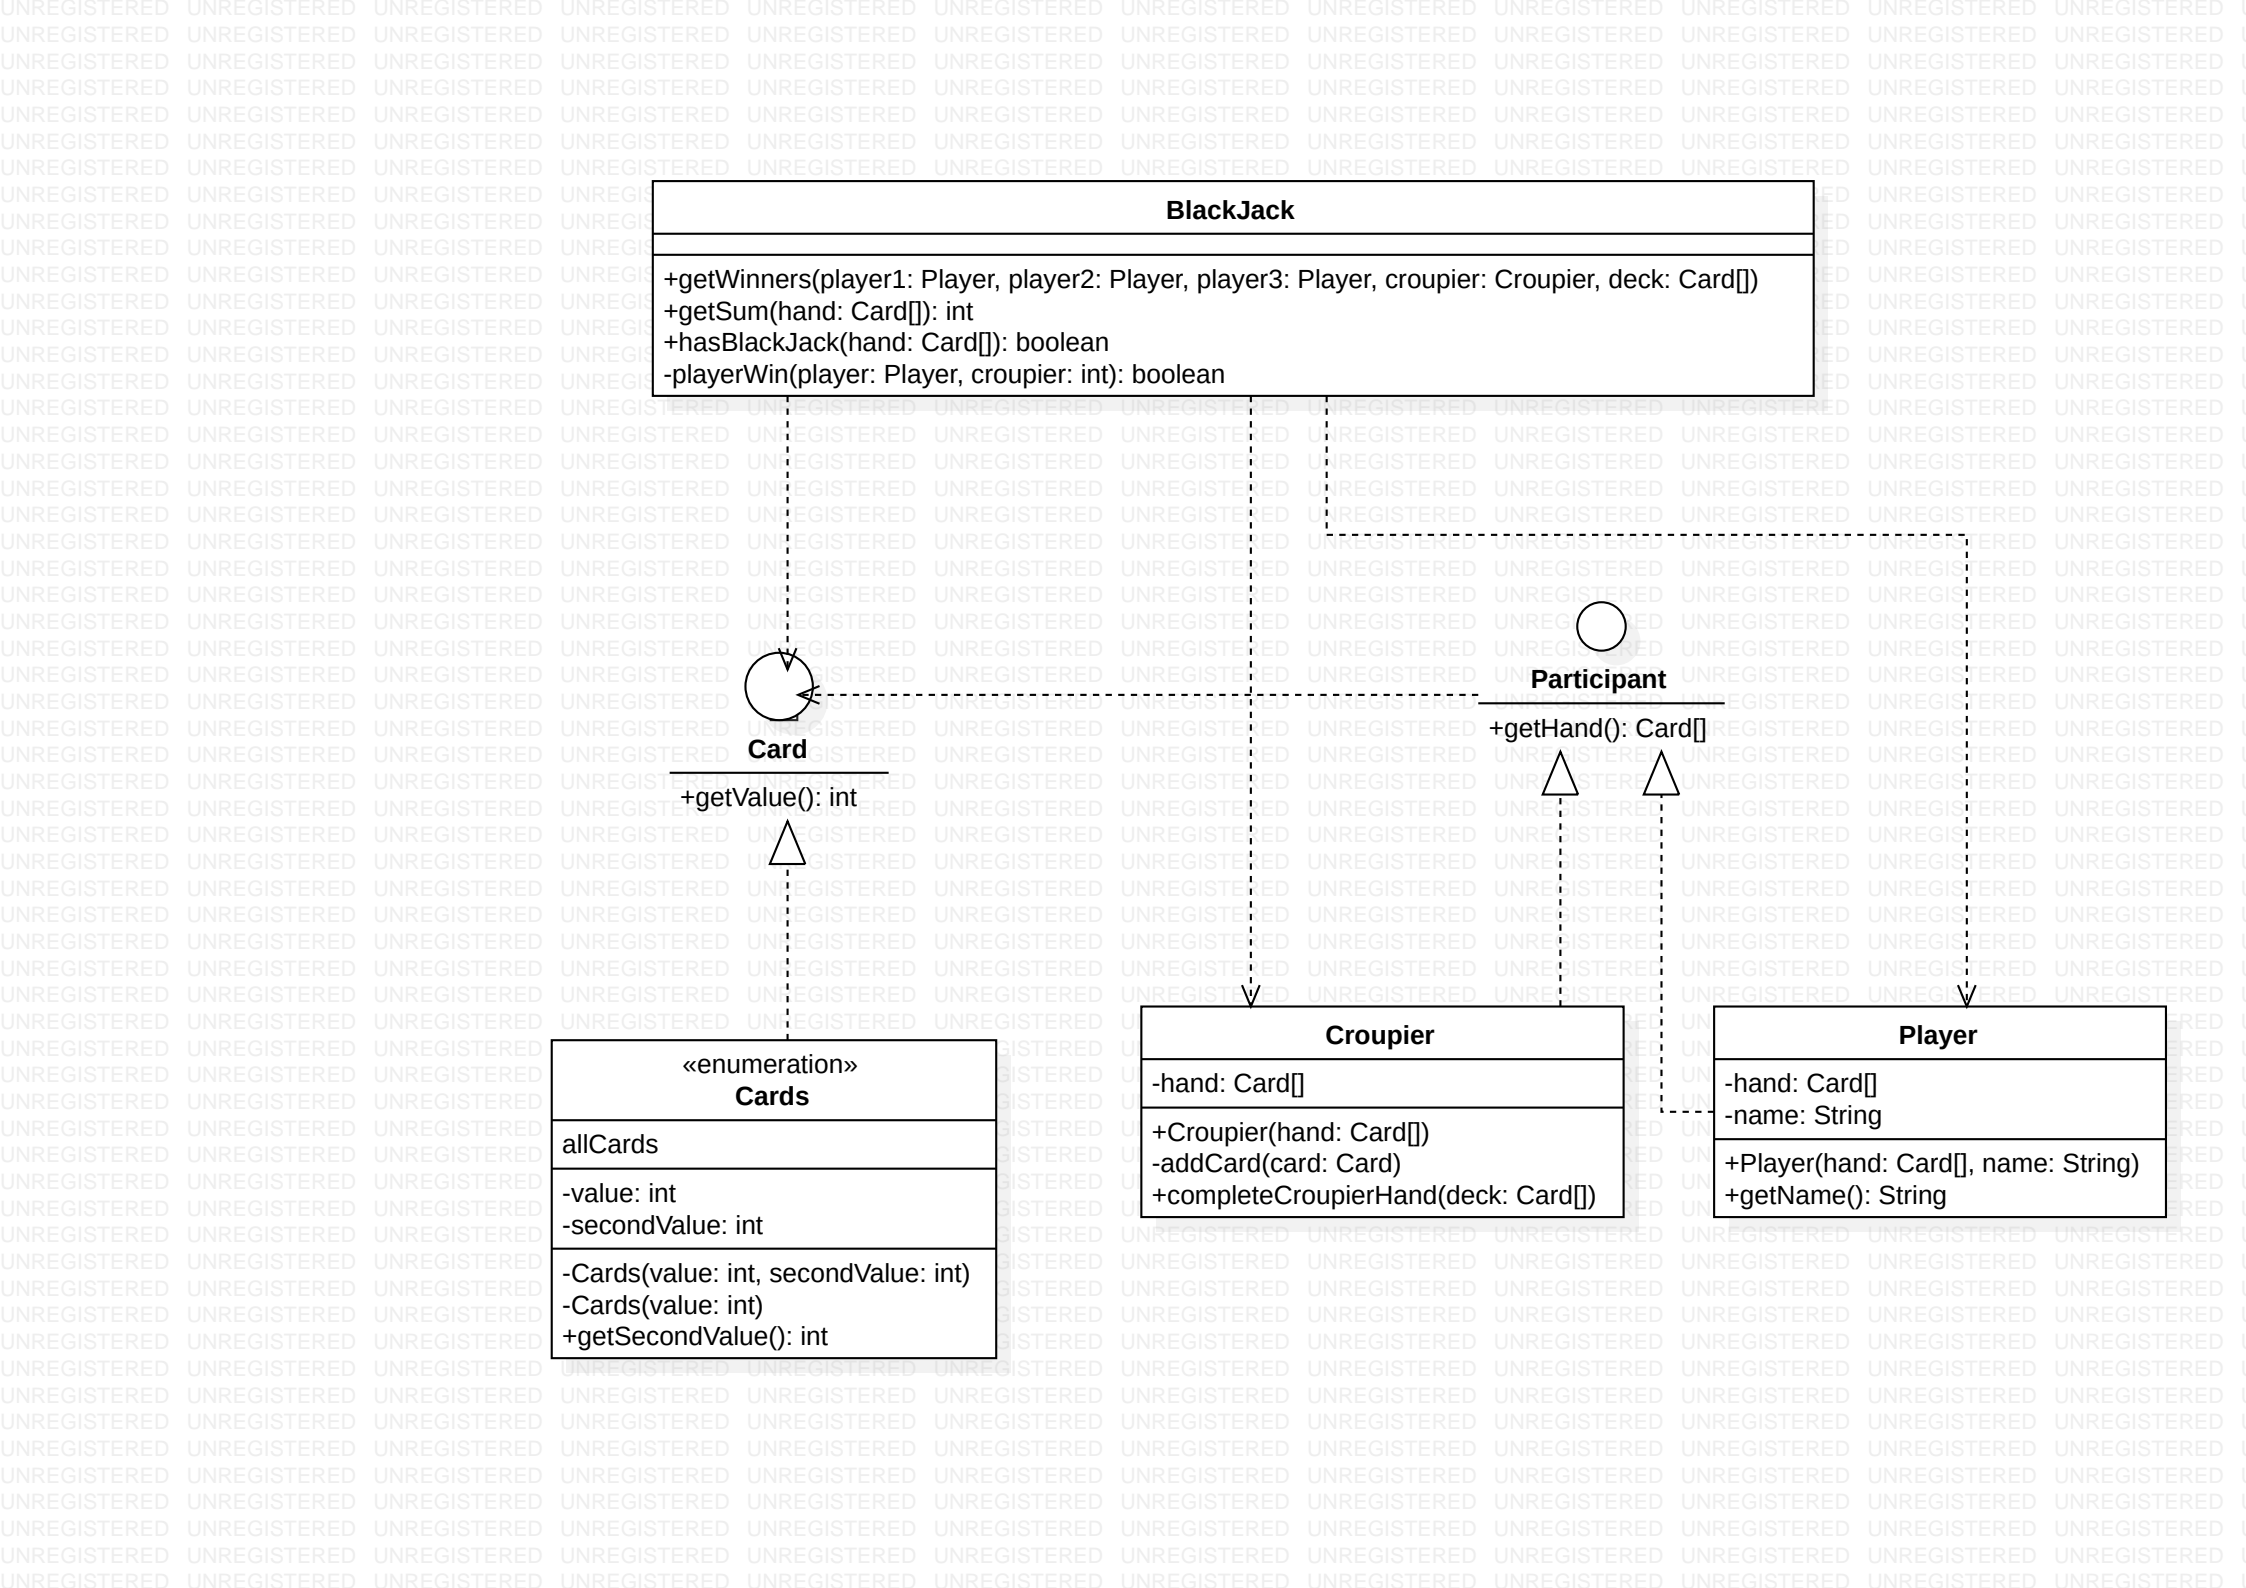 BlackJack
+getWinners(player1: Player, player2: Player, player3: Player, croupier: Croupier, deck: Card[])
+getSum(hand: Card[]): int
+hasBlackJack(hand: Card[]): boolean
-playerWin(player: Player, croupier: int): boolean
Participant
+getHand(): Card[]
Card
+getValue(): int
«enumeration»
Cards
allCards
-value: int
-secondValue: int
-Cards(value: int, secondValue: int)
-Cards(value: int)
+getSecondValue(): int
Croupier
-hand: Card[]
+Croupier(hand: Card[])
-addCard(card: Card)
+completeCroupierHand(deck: Card[])
Player
-hand: Card[]
-name: String
+Player(hand: Card[], name: String)
+getName(): String
UNREGISTERED